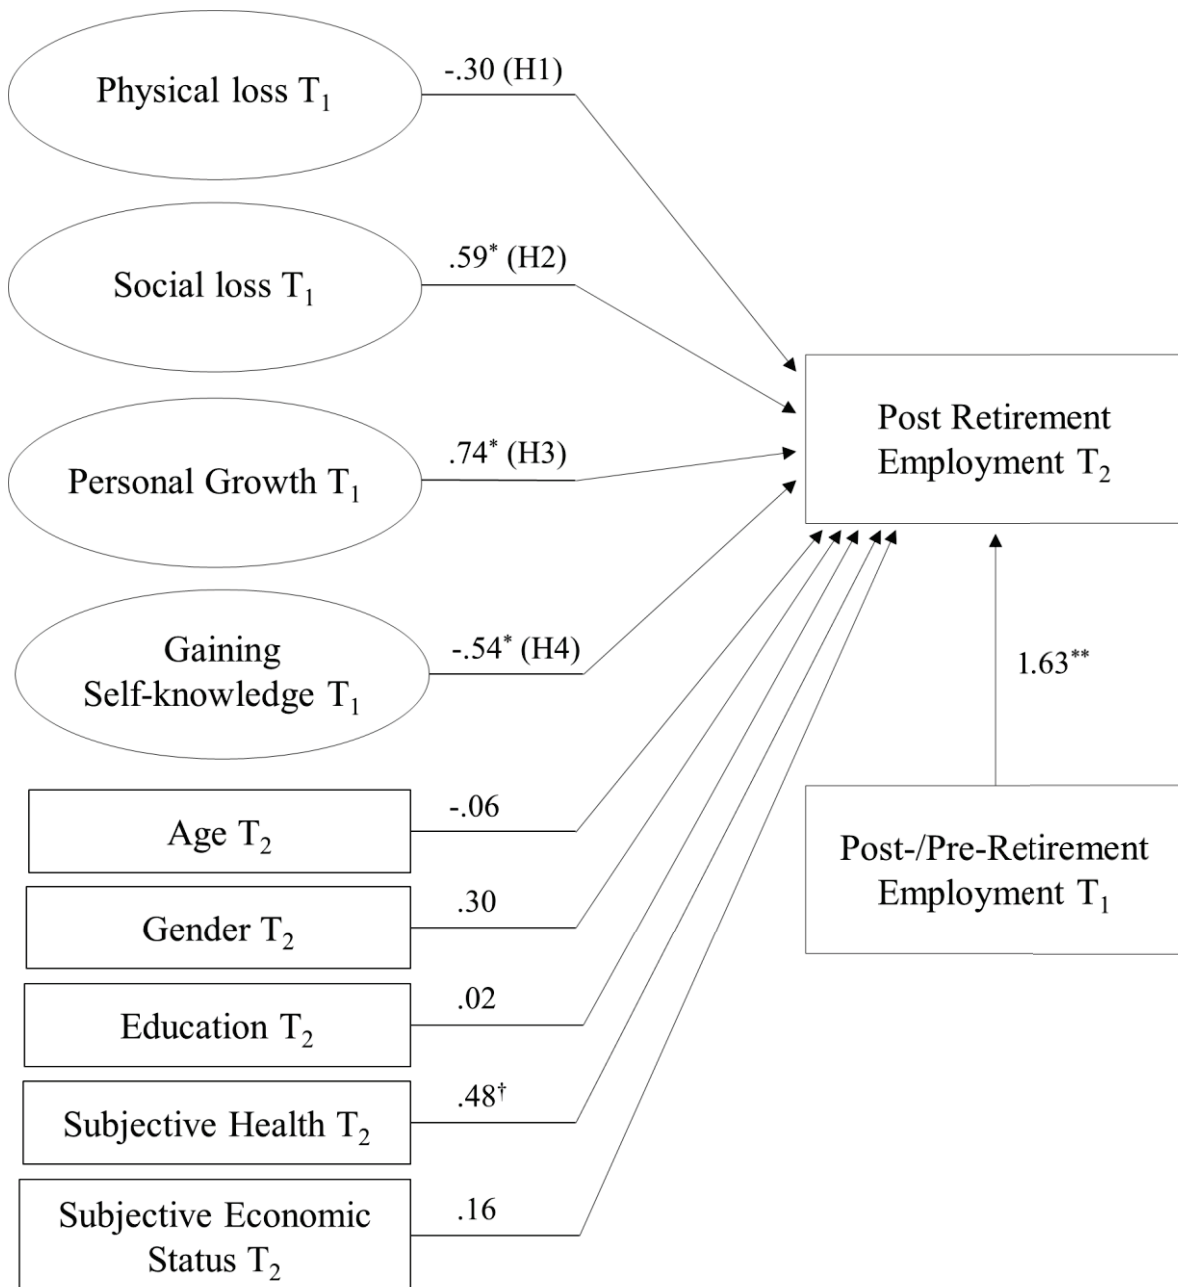 Physical loss T₁
-.30 (H1)
Social loss T₁
.59* (H2)
Personal Growth T₁
.74* (H3)
Gaining
Self-knowledge T₁
-.54* (H4)
Age T₂
-.06
Gender T₂
.30
Education T₂
.02
Subjective Health T₂
.48†
Subjective Economic
Status T₂
.16
Post Retirement
Employment T₂
1.63**
Post-/Pre-Retirement
Employment T₁